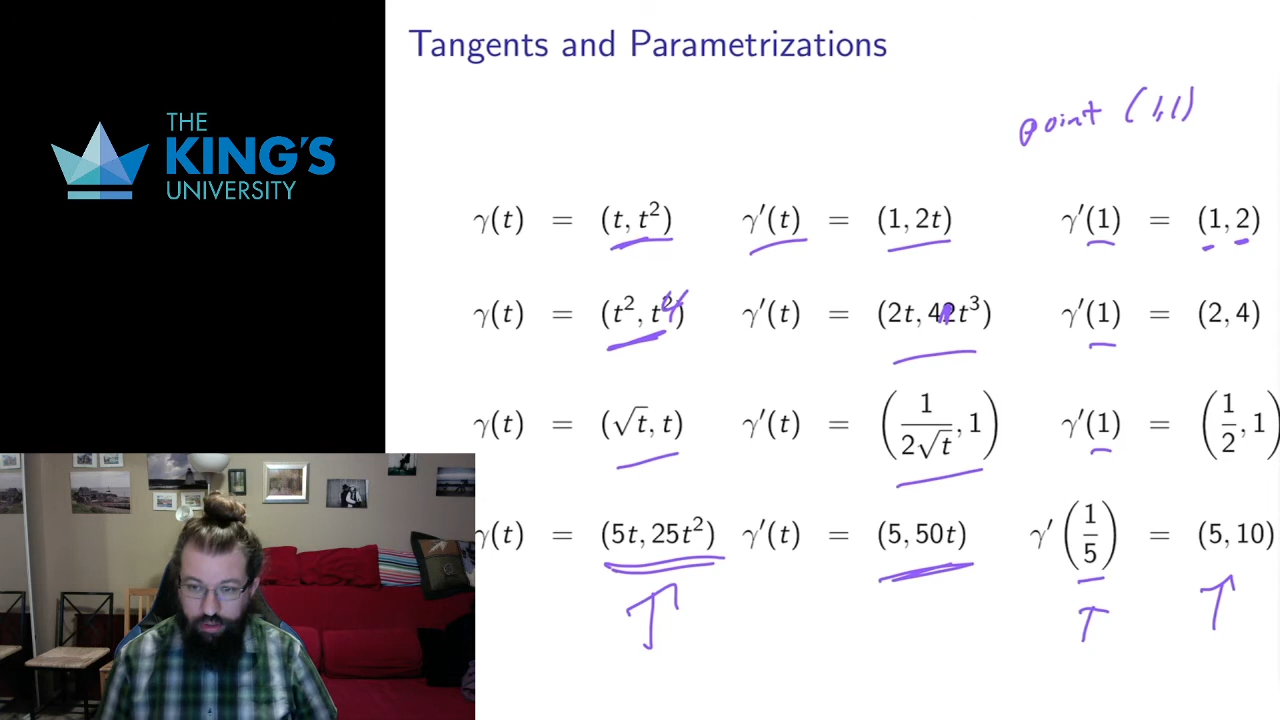 Tangents and Parametrizations
point (1,1)
THE
KING'S
UNIVERSITY
γ(t) = (t, t²) γ′(t) = (1, 2t) γ′(1) = (1, 2)
γ(t) = (t², t⁴) γ′(t) = (2t, 4t³) γ′(1) = (2, 4)
γ(t) = (√t, t) γ′(t) = (1/(2√t), 1) γ′(1) = (1/2, 1)
γ(t) = (5t, 25t²) γ′(t) = (5, 50t) γ′(1/5) = (5, 10)